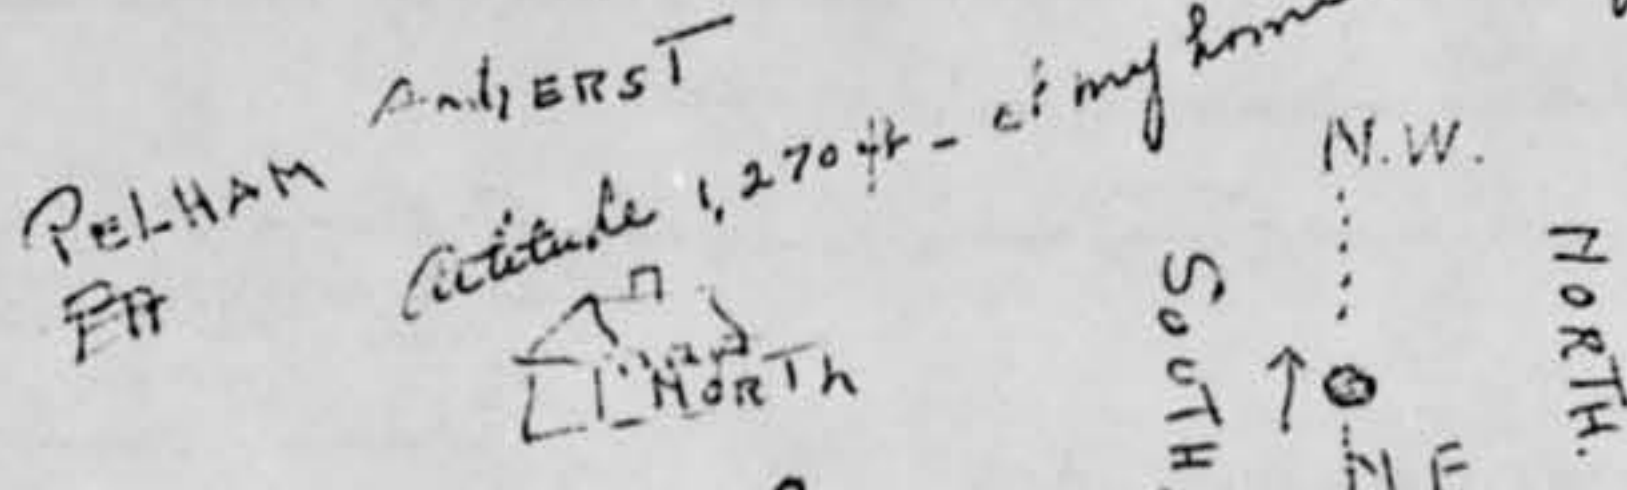 AmhERST
Altitude 1,270 ft - at my home
PELHAM
N.W.
NORTH.
SOUTH
NORTh